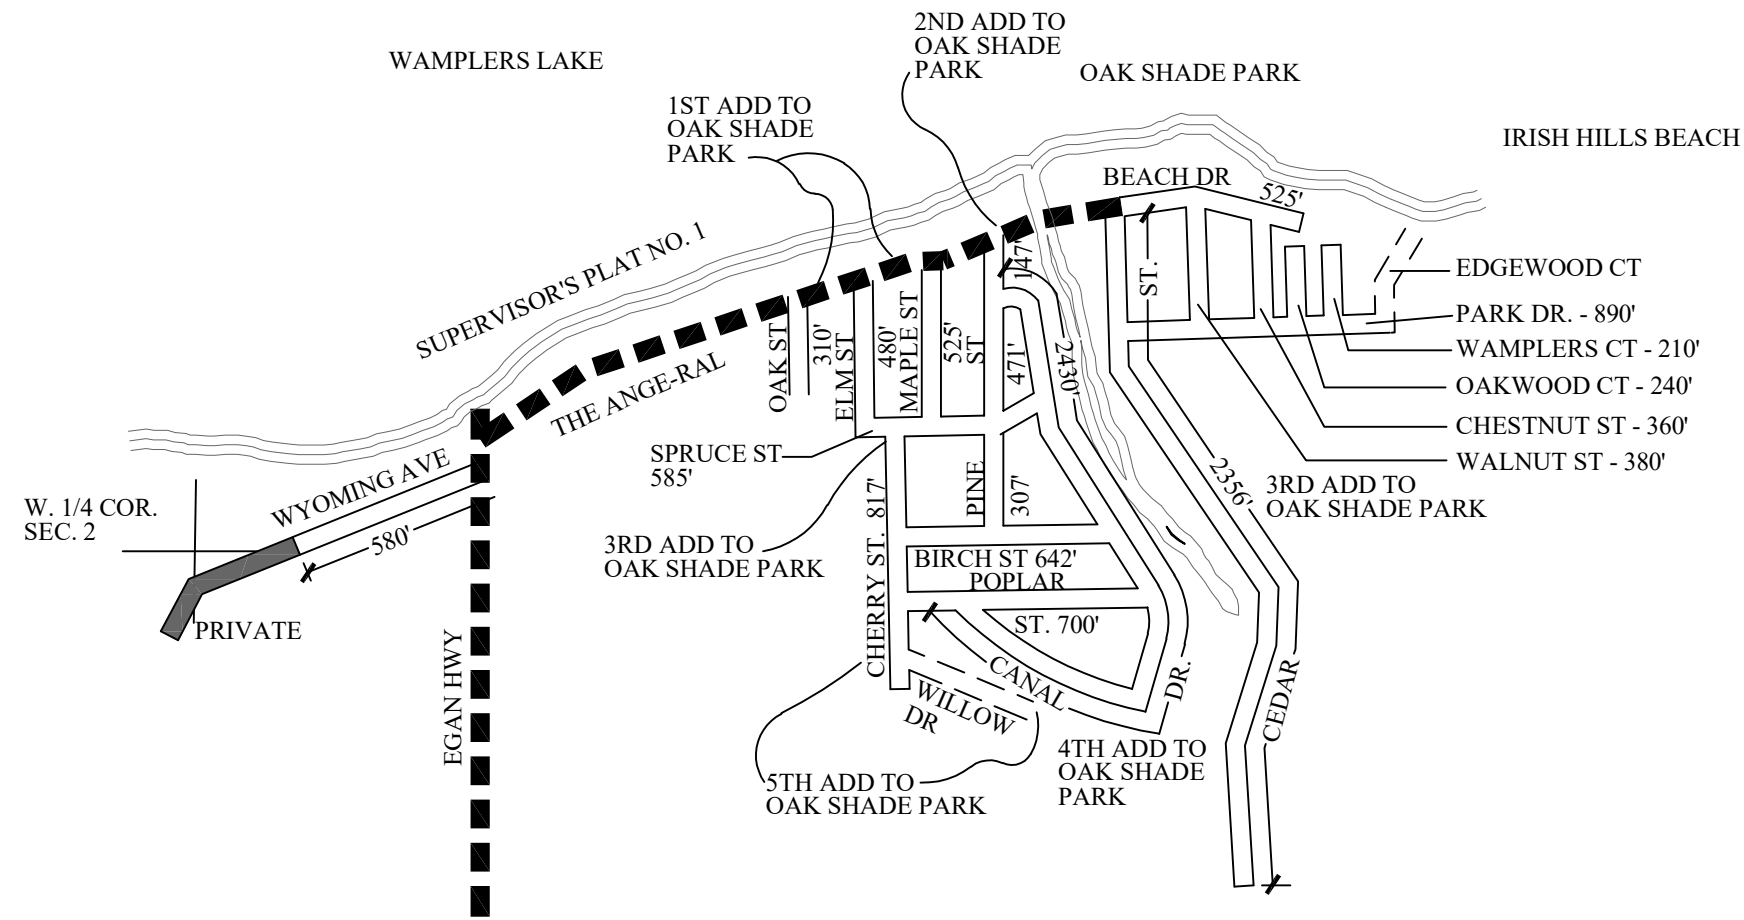 2ND ADD TO
OAK SHADE
PARK
WAMPLERS LAKE
OAK SHADE PARK
1ST ADD TO
OAK SHADE
PARK
IRISH HILLS BEACH
BEACH DR
525'
SUPERVISOR'S PLAT NO. 1
THE ANGE-RAL
147'
ST.
EDGEWOOD CT
PARK DR. - 890'
WAMPLERS CT - 210'
OAKWOOD CT - 240'
CHESTNUT ST - 360'
WALNUT ST - 380'
OAK ST
310'
ELM ST
480'
MAPLE ST
525'
ST
471'
2430'
SPRUCE ST
585'
WYOMING AVE
580'
W. 1/4 COR.
SEC. 2
PRIVATE
PINE
307'
2356'
3RD ADD TO
OAK SHADE PARK
3RD ADD TO
OAK SHADE PARK
CHERRY ST. 817'
BIRCH ST 642'
POPLAR
ST. 700'
EGAN HWY
CANAL
DR.
WILLOW
DR
CEDAR
4TH ADD TO
OAK SHADE
PARK
5TH ADD TO
OAK SHADE PARK